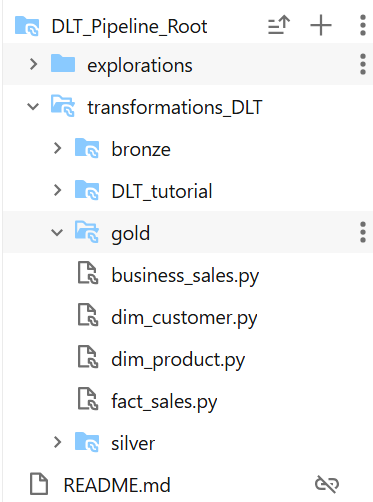 DLT_Pipeline_Root
explorations
transformations_DLT
bronze
DLT_tutorial
gold
business_sales.py
dim_customer.py
dim_product.py
fact_sales.py
silver
README.md